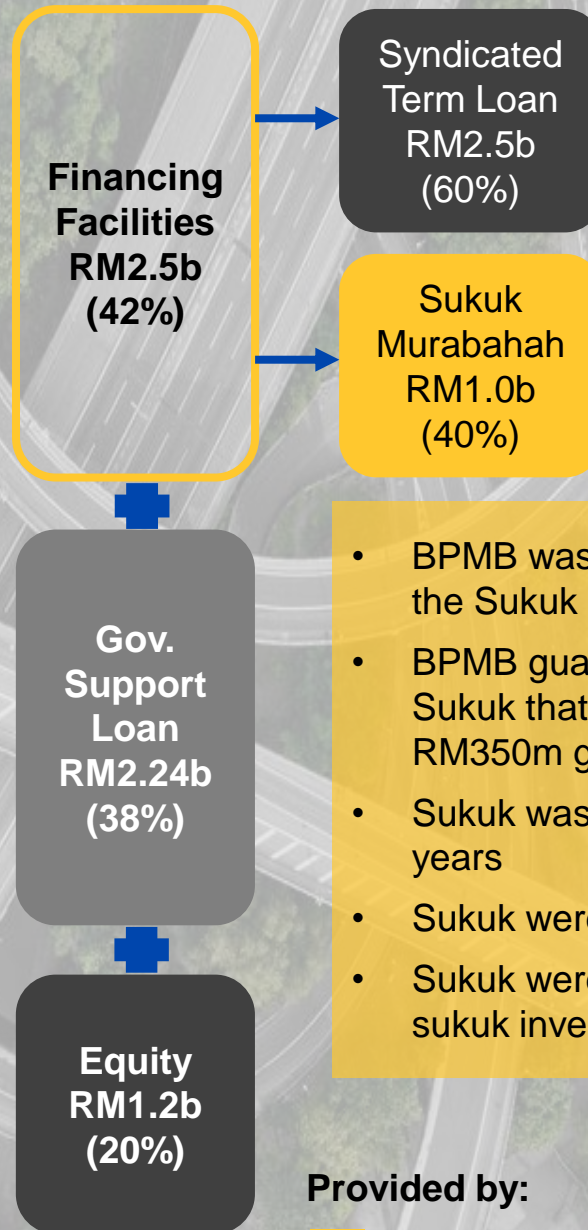 Financing
Facilities
RM2.5b
(42%)
Syndicated
Term Loan
RM2.5b
(60%)
Sukuk
Murabahah
RM1.0b
(40%)
Gov.
Support
Loan
RM2.24b
(38%)
Equity
RM1.2b
(20%)
• BPMB was
the Sukuk
• BPMB gua
Sukuk that
RM350m g
• Sukuk was
years
• Sukuk were
• Sukuk were
sukuk inve
Provided by: